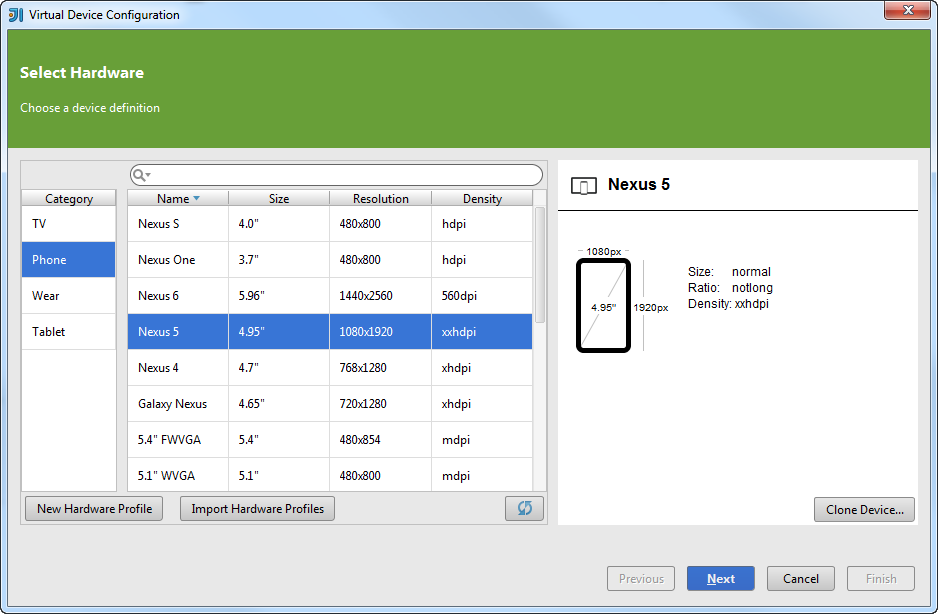 Virtual Device Configuration
Select Hardware
Choose a device definition
Category
TV
Phone
Wear
Tablet
Name Size Resolution Density
Nexus S 4.0" 480x800 hdpi
Nexus One 3.7" 480x800 hdpi
Nexus 6 5.96" 1440x2560 560dpi
Nexus 5 4.95" 1080x1920 xxhdpi
Nexus 4 4.7" 768x1280 xhdpi
Galaxy Nexus 4.65" 720x1280 xhdpi
5.4" FWVGA 5.4" 480x854 mdpi
5.1" WVGA 5.1" 480x800 mdpi
New Hardware Profile Import Hardware Profiles
Nexus 5
1080px
4.95"
1920px
Size: normal
Ratio: notlong
Density: xxhdpi
Clone Device...
Previous Next Cancel Finish